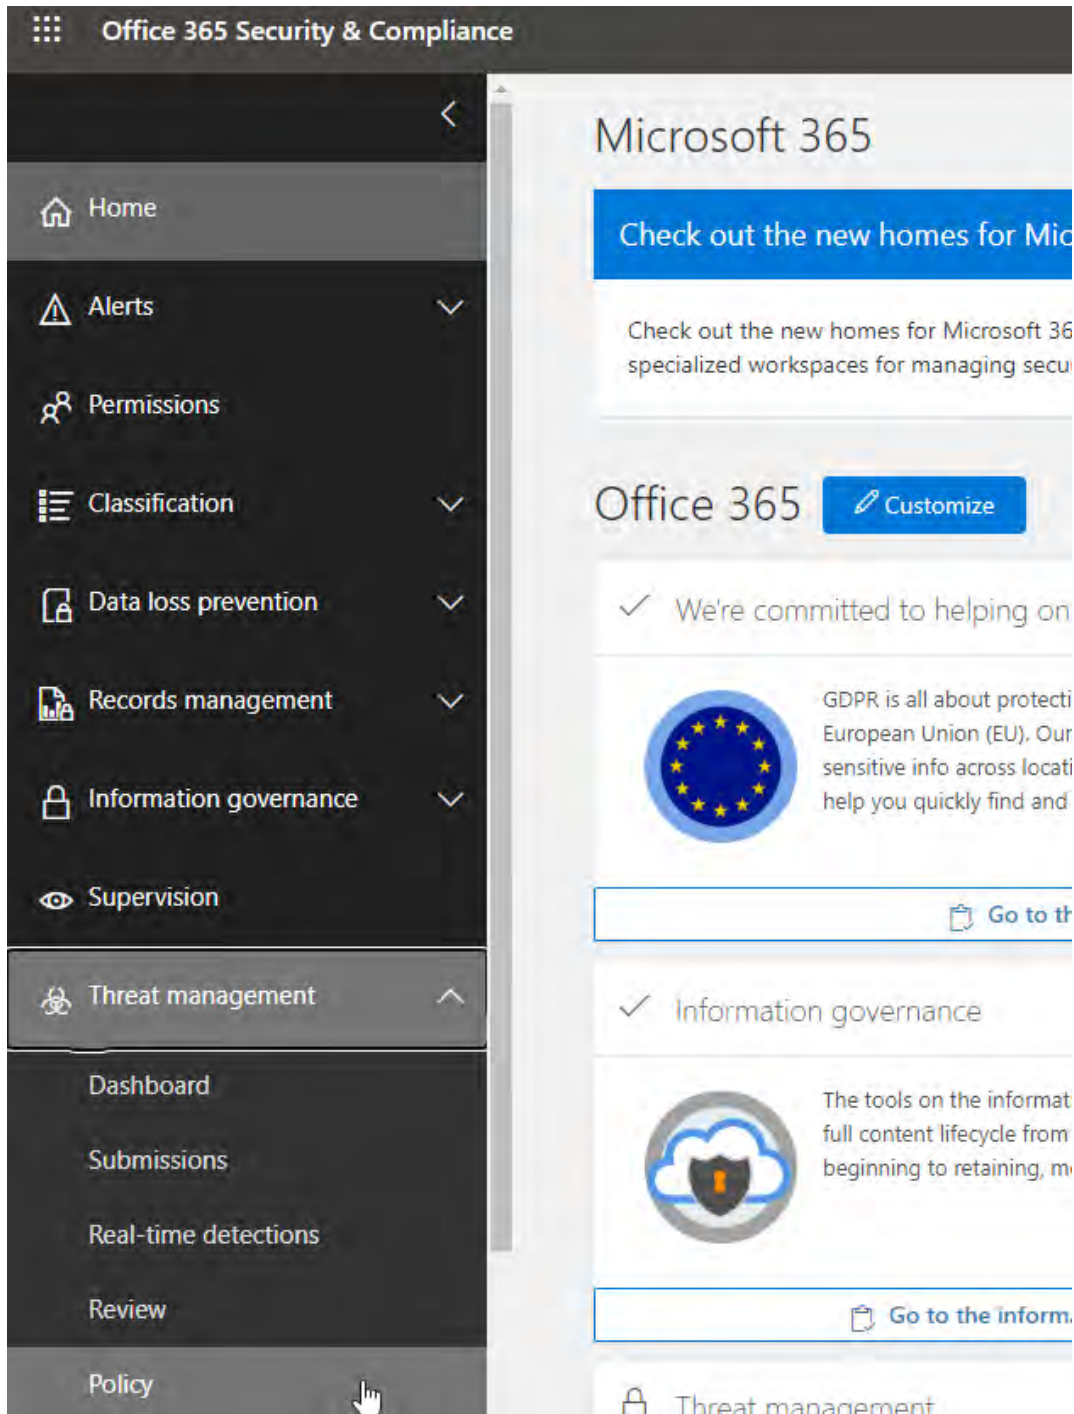 Office 365 Security & Compliance
Home
Alerts
Permissions
Classification
Data loss prevention
Records management
Information governance
Supervision
Threat management
Dashboard
Submissions
Real-time detections
Review
Policy
Microsoft 365
Check out the new homes for Mic
Check out the new homes for Microsoft 36
specialized workspaces for managing secu
Office 365
Customize
We're committed to helping on
GDPR is all about protecti
European Union (EU). Our
sensitive info across locati
help you quickly find and
Go to th
Information governance
The tools on the informati
full content lifecycle from
beginning to retaining, m
Go to the inform
Threat management